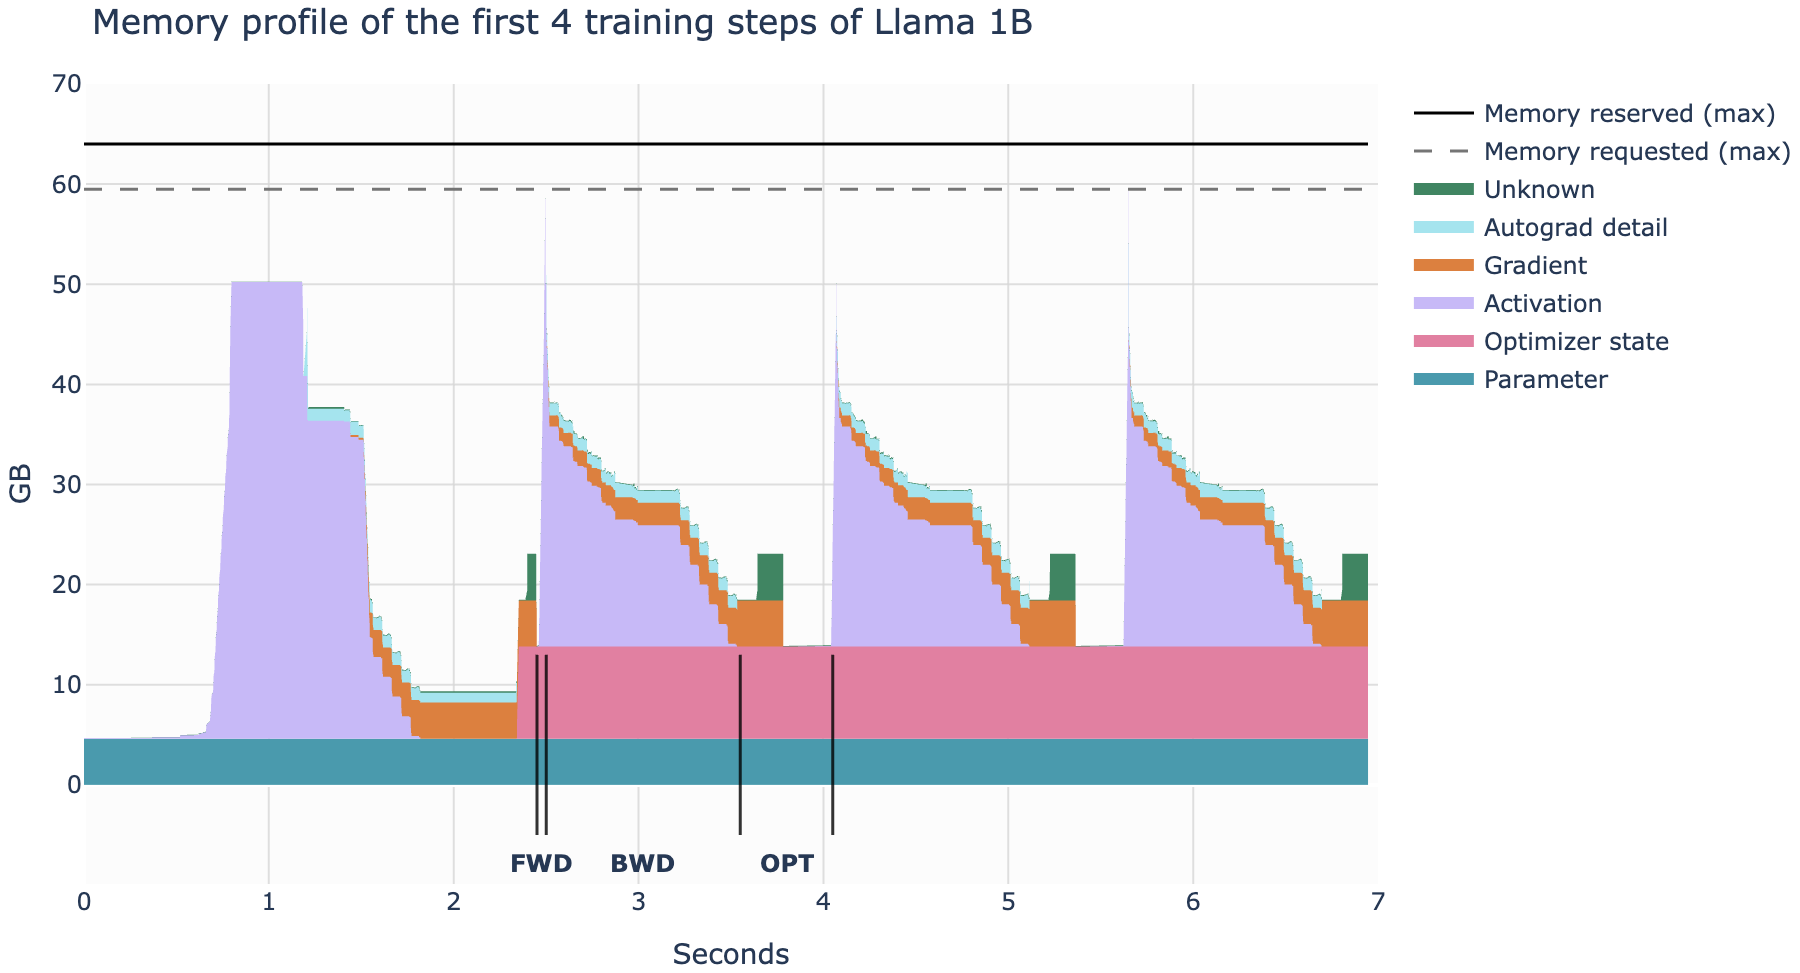 Memory profile of the first 4 training steps of Llama 1B
70
60
50
40
30
20
10
0
GB
FWD BWD OPT
0 1 2 3 4 5 6 7
Seconds
Memory reserved (max)
Memory requested (max)
Unknown
Autograd detail
Gradient
Activation
Optimizer state
Parameter